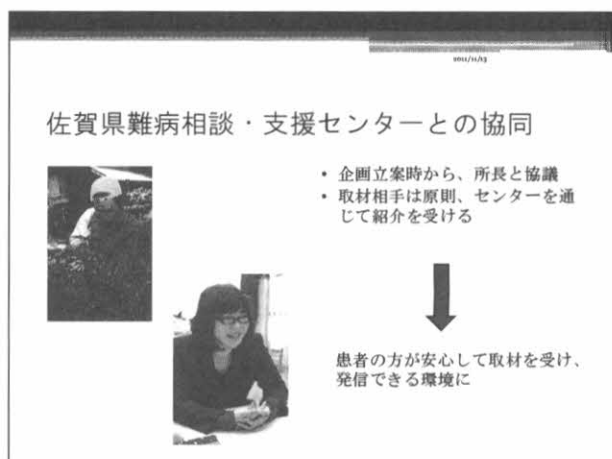 2011/11/23
佐賀県難病相談・支援センターとの協同
• 企画立案時から、所長と協議
• 取材相手は原則、センターを通
じて紹介を受ける
患者の方が安心して取材を受け、
発信できる環境に